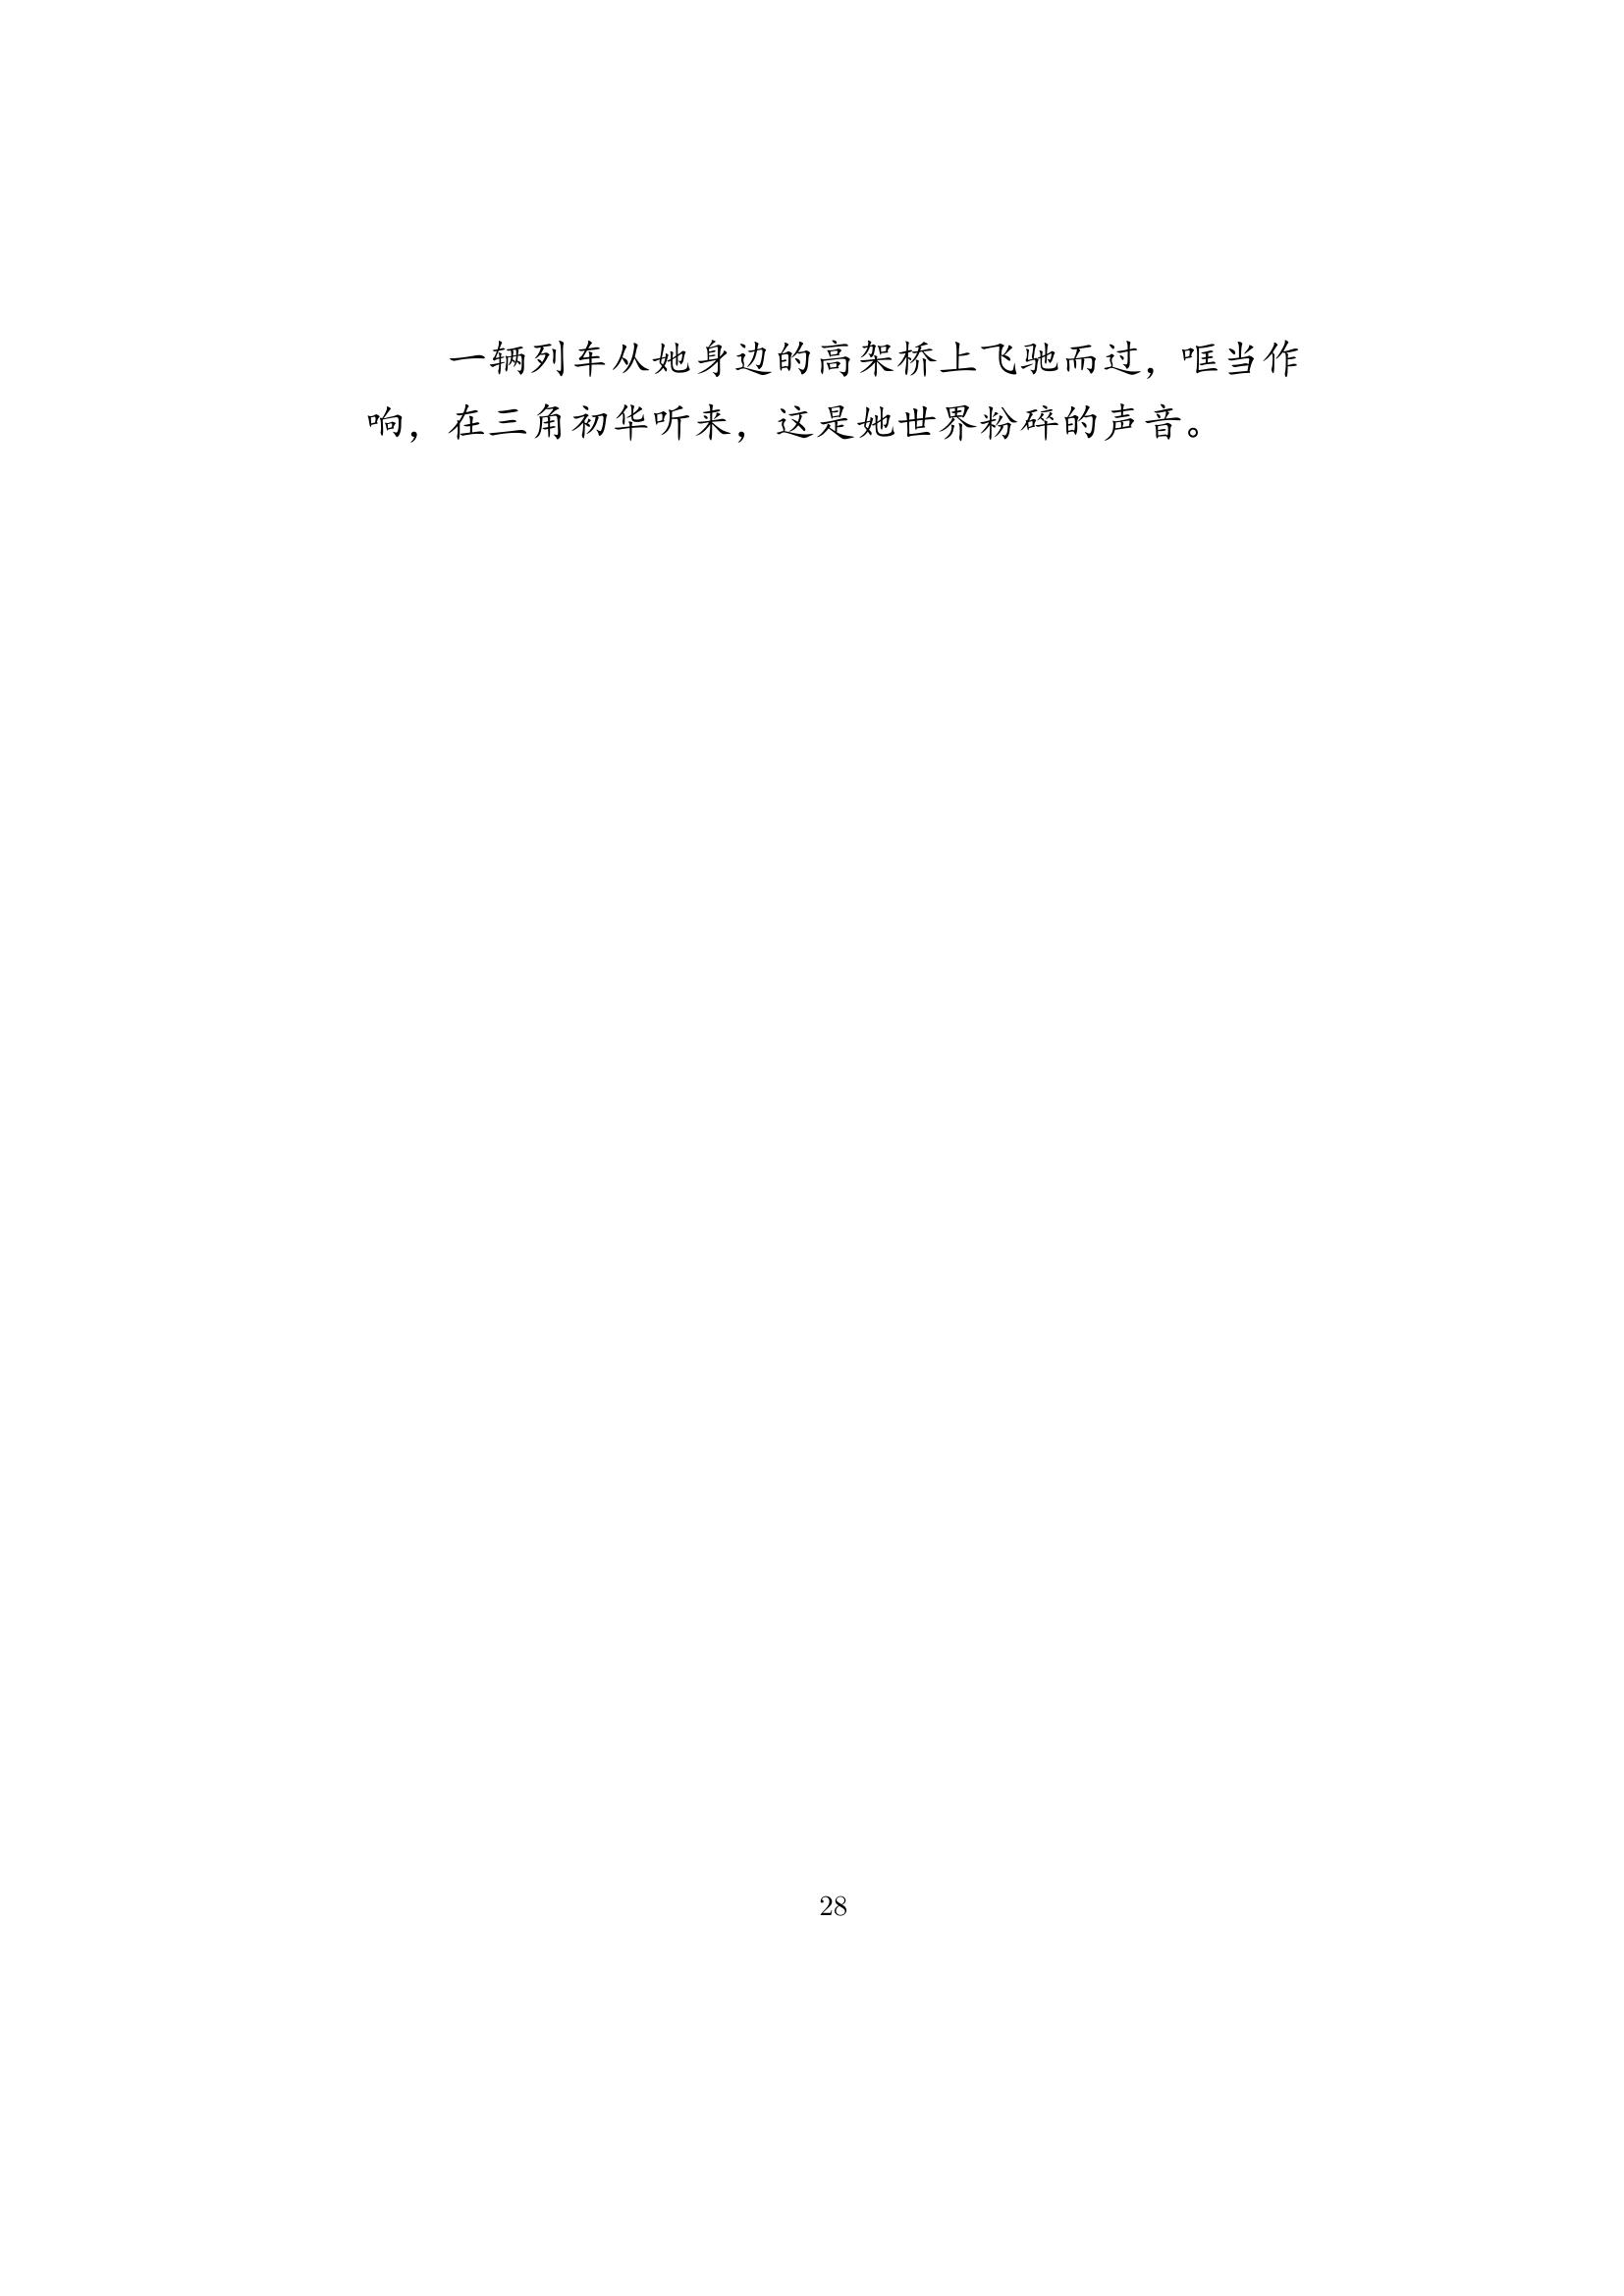 一辆列车从她身边的高架桥上飞驰而过，哐当作
响，在三角初华听来，这是她世界粉碎的声音。
28